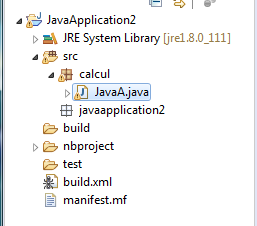 JavaApplication2
JRE System Library [jre1.8.0_111]
src
calcul
JavaA.java
javaapplication2
build
nbproject
test
build.xml
manifest.mf